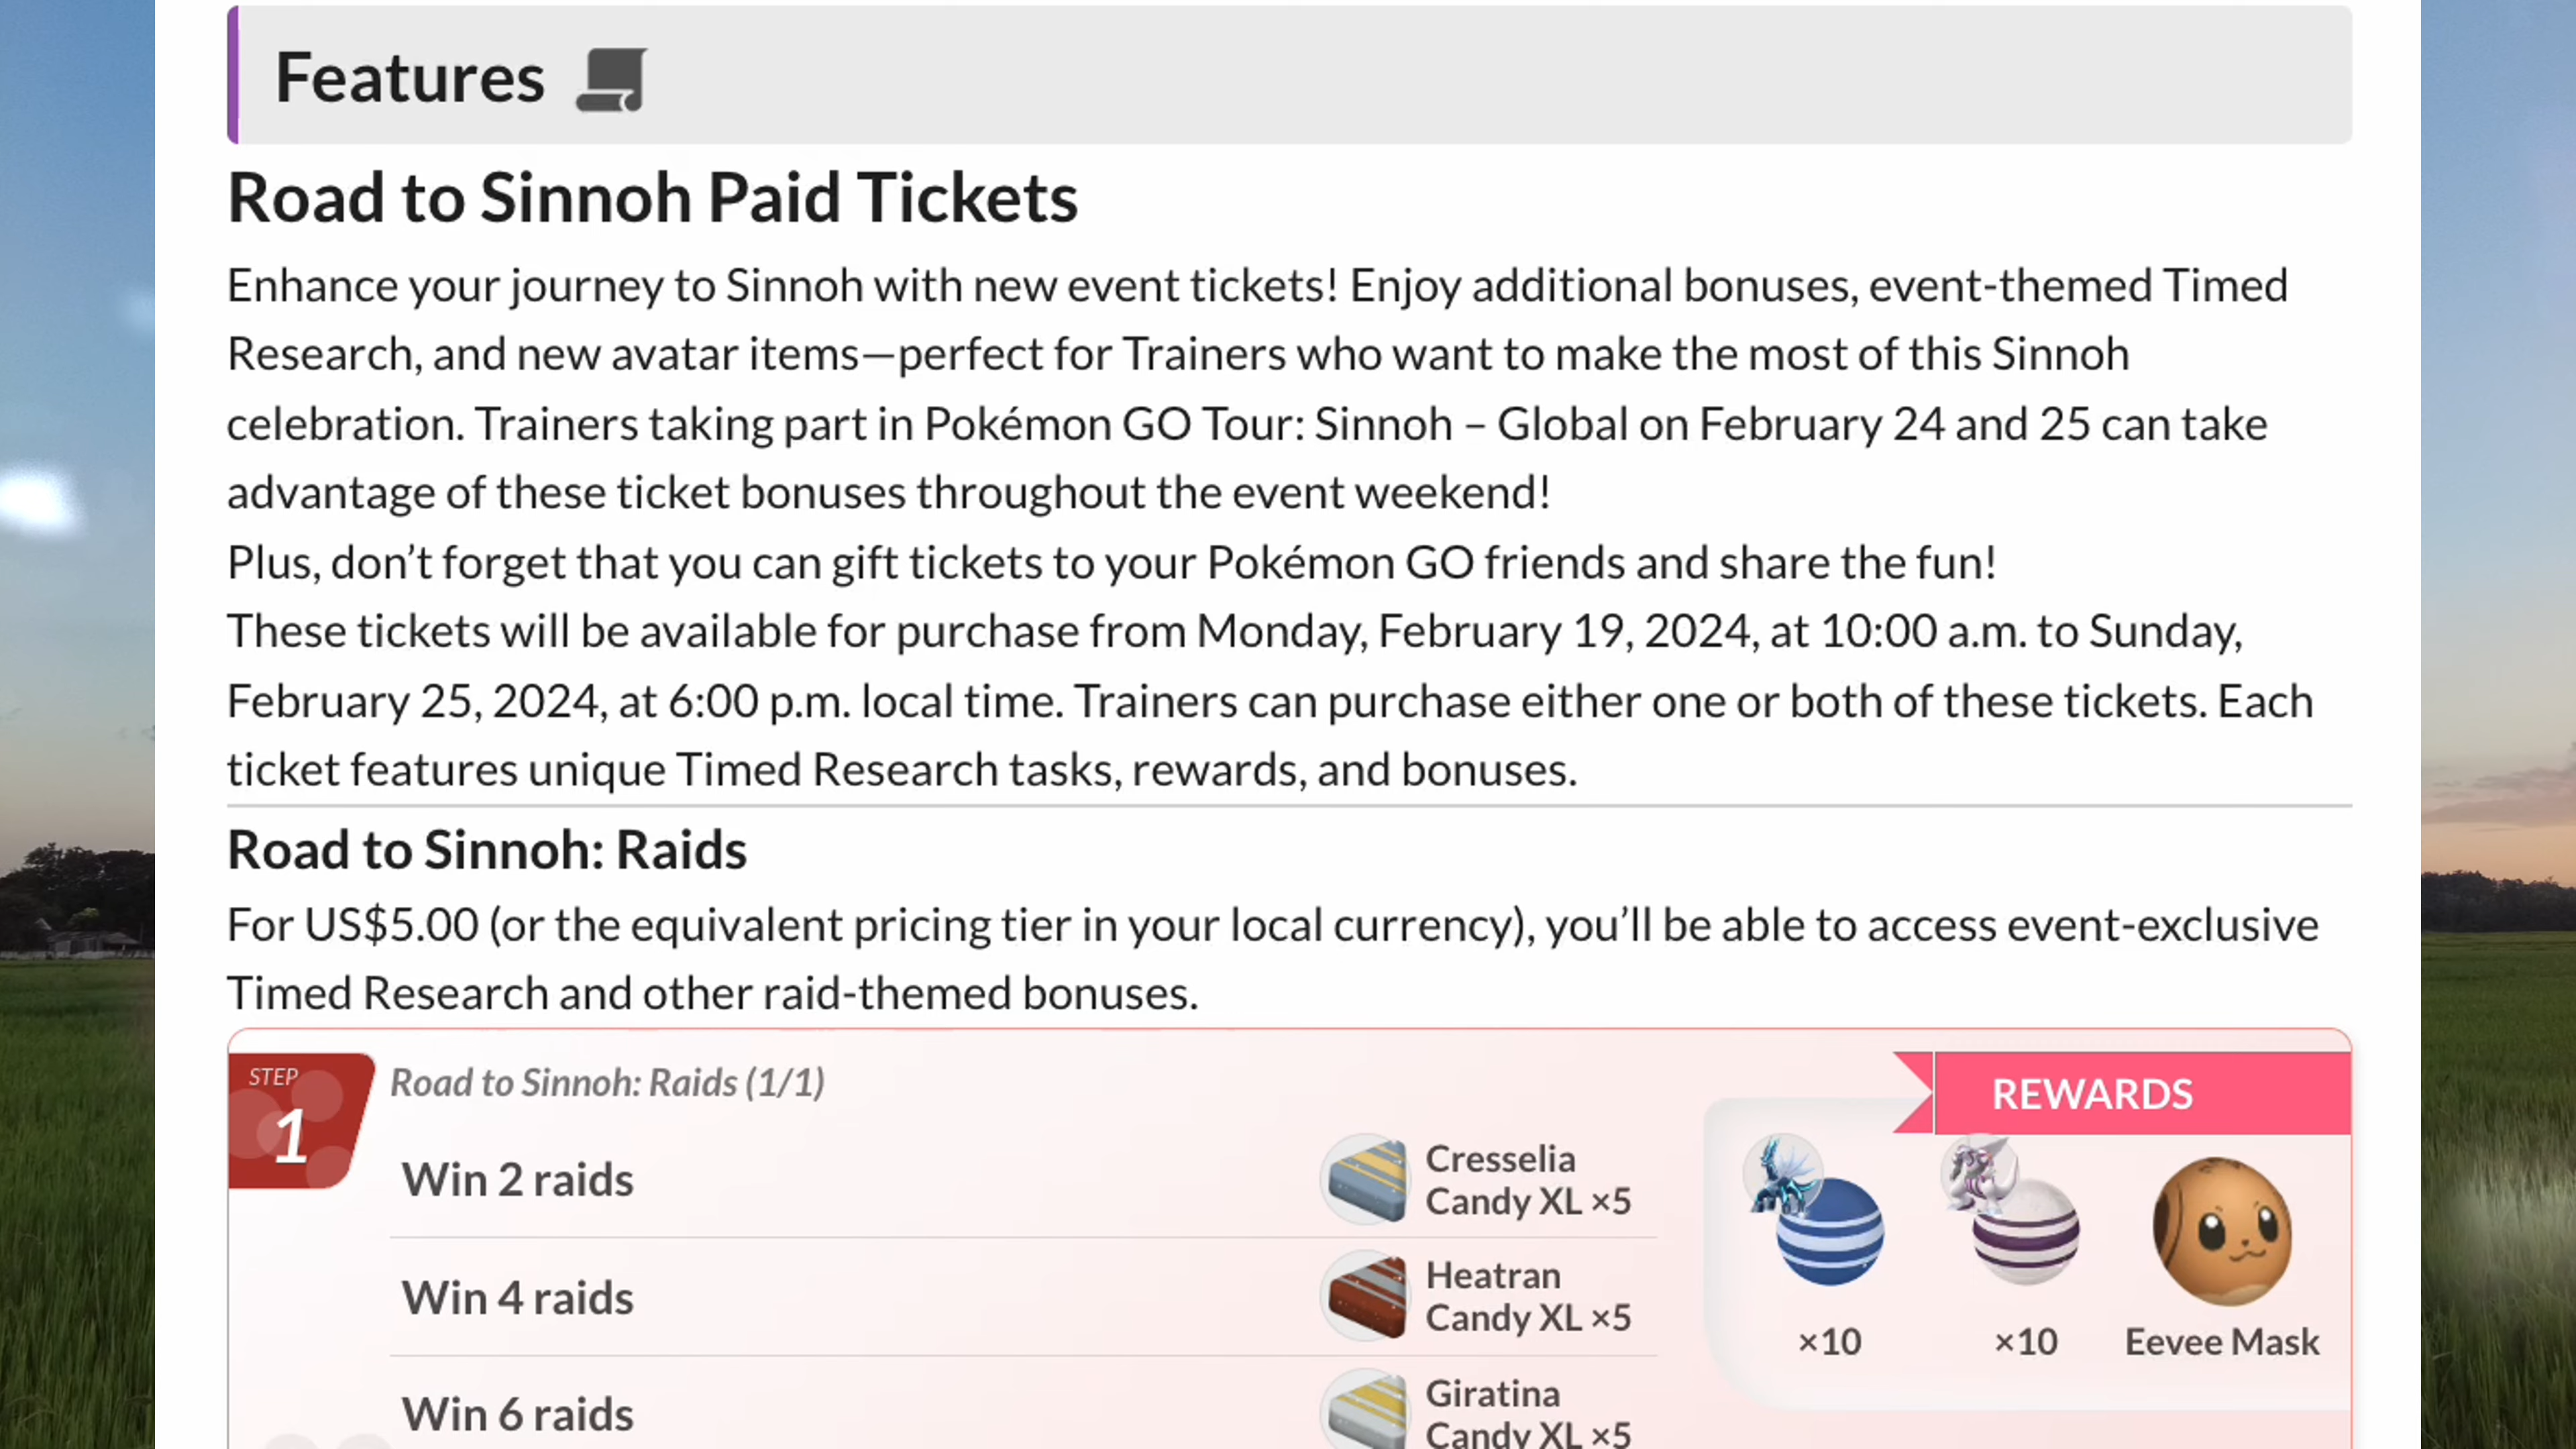 Features
Road to Sinnoh Paid Tickets
Enhance your journey to Sinnoh with new event tickets! Enjoy additional bonuses, event-themed Timed
Research, and new avatar items—perfect for Trainers who want to make the most of this Sinnoh
celebration. Trainers taking part in Pokémon GO Tour: Sinnoh – Global on February 24 and 25 can take
advantage of these ticket bonuses throughout the event weekend!
Plus, don’t forget that you can gift tickets to your Pokémon GO friends and share the fun!
These tickets will be available for purchase from Monday, February 19, 2024, at 10:00 a.m. to Sunday,
February 25, 2024, at 6:00 p.m. local time. Trainers can purchase either one or both of these tickets. Each
ticket features unique Timed Research tasks, rewards, and bonuses.
Road to Sinnoh: Raids
For US$5.00 (or the equivalent pricing tier in your local currency), you’ll be able to access event-exclusive
Timed Research and other raid-themed bonuses.
STEP
1
Road to Sinnoh: Raids (1/1)
Win 2 raids
Cresselia
Candy XL ×5
Win 4 raids
Heatran
Candy XL ×5
Win 6 raids
Giratina
Candy XL ×5
REWARDS
×10
×10
Eevee Mask